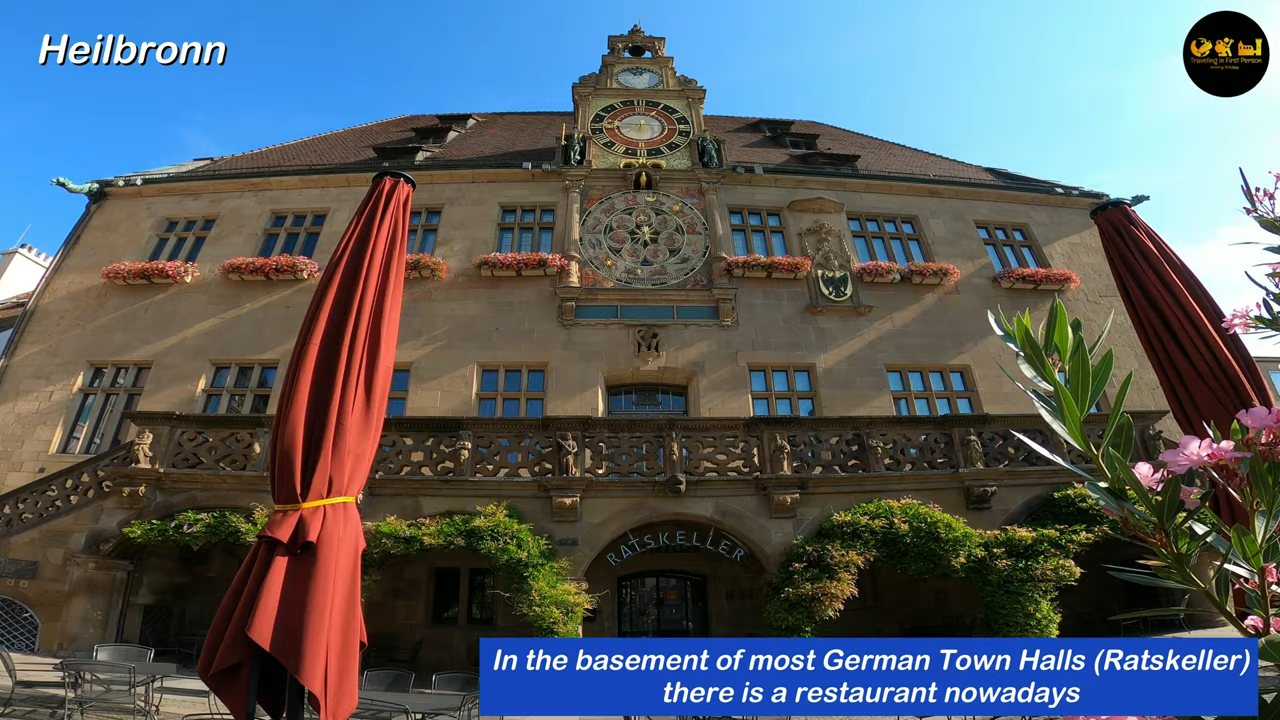 Heilbronn
Traveling in First Person
RATSKELLER
In the basement of most German Town Halls (Ratskeller)
there is a restaurant nowadays